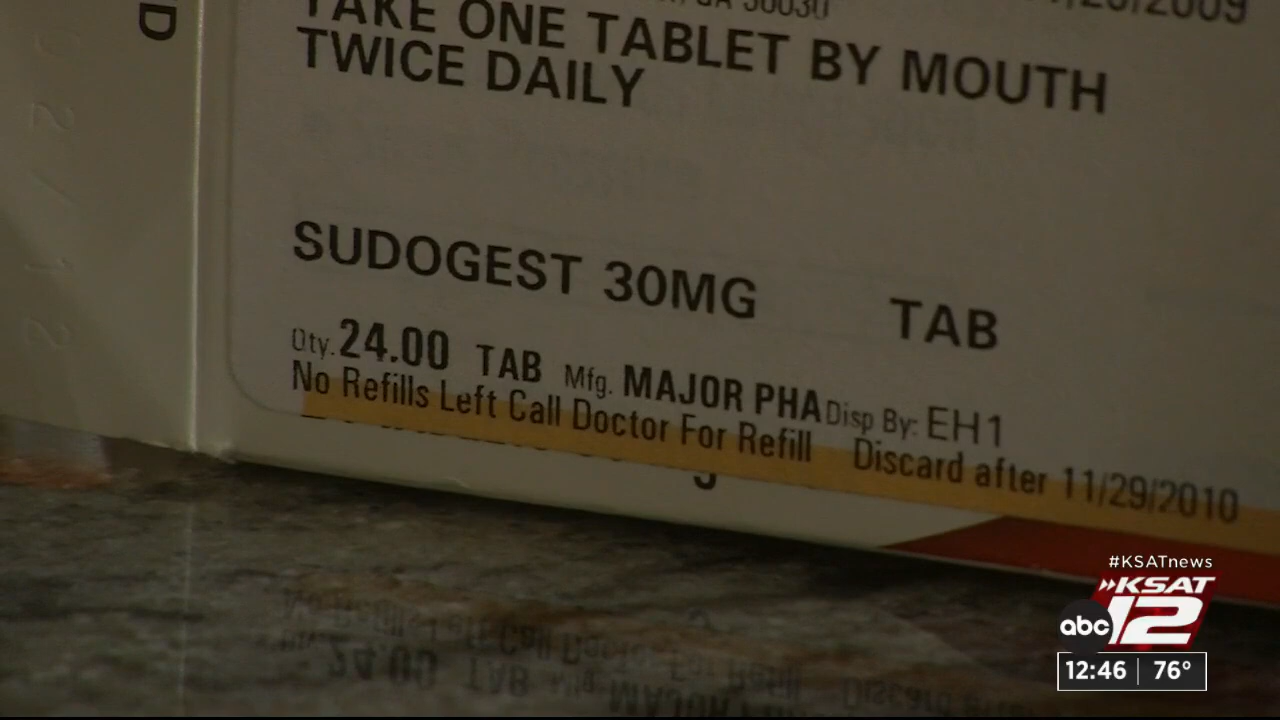 TAKE ONE TABLET BY MOUTH
TWICE DAILY
SUDOGEST 30MG TAB
Qty. 24.00 TAB Mfg. MAJOR PHA Disp By: EH1
No Refills Left Call Doctor For Refill Discard after 11/29/2010
D
02/12
#KSATnews
KSAT
abc 12
12:46 76°